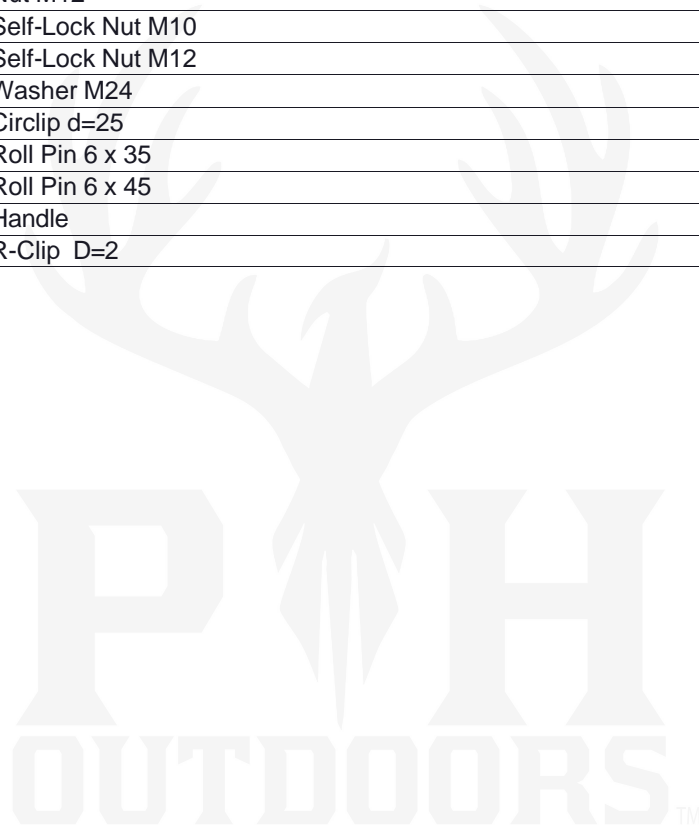 Self-Lock Nut M10
Self-Lock Nut M12
Washer M24
Circlip d=25
Roll Pin 6 x 35
Roll Pin 6 x 45
Handle
R-Clip D=2
PH
OUTDOORS
TM